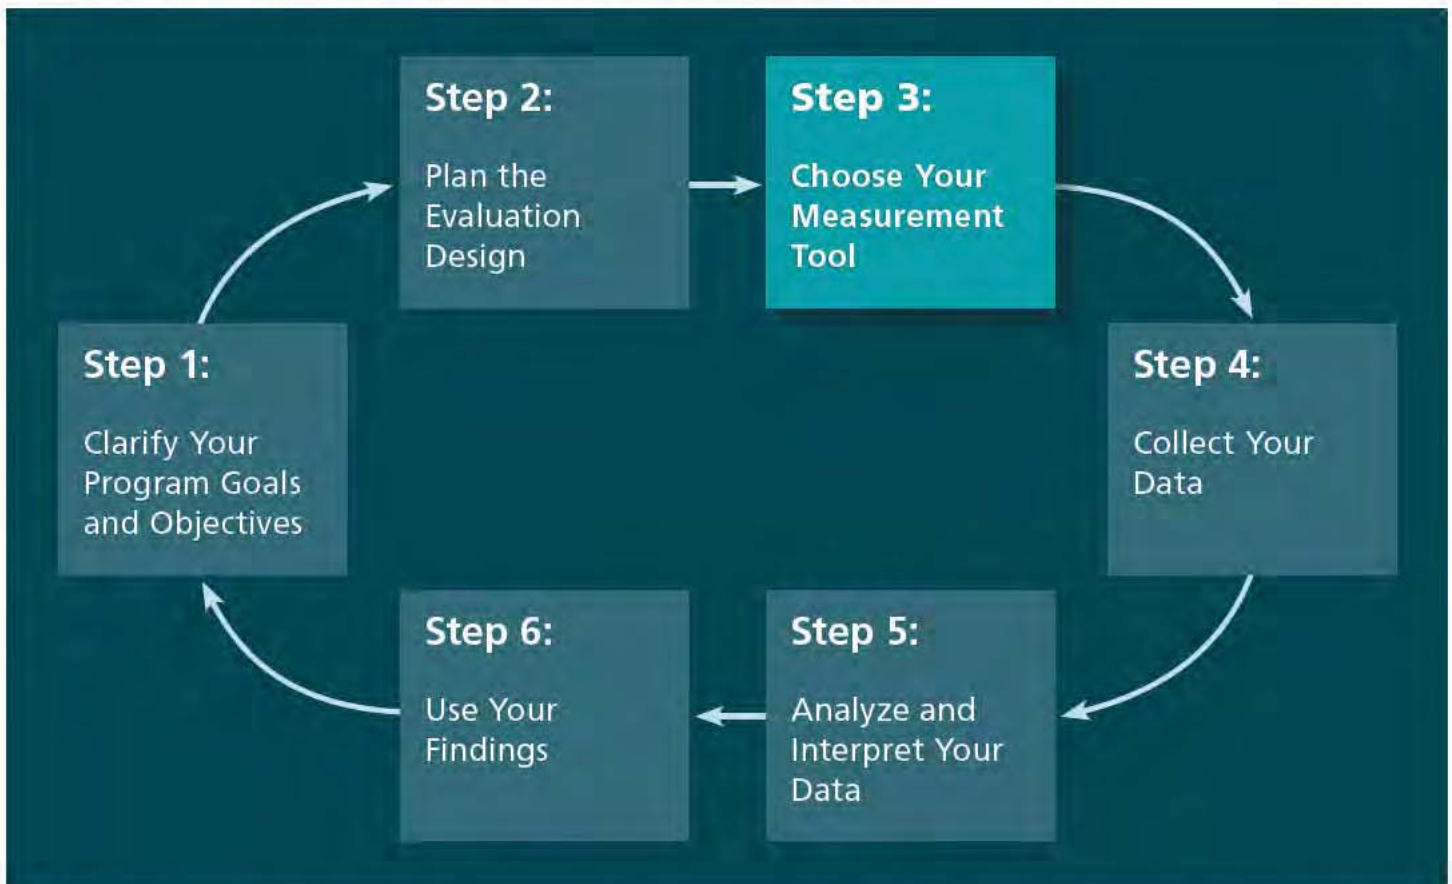 Step 1:
Clarify Your
Program Goals
and Objectives
Step 2:
Plan the
Evaluation
Design
Step 3:
Choose Your
Measurement
Tool
Step 4:
Collect Your
Data
Step 5:
Analyze and
Interpret Your
Data
Step 6:
Use Your
Findings